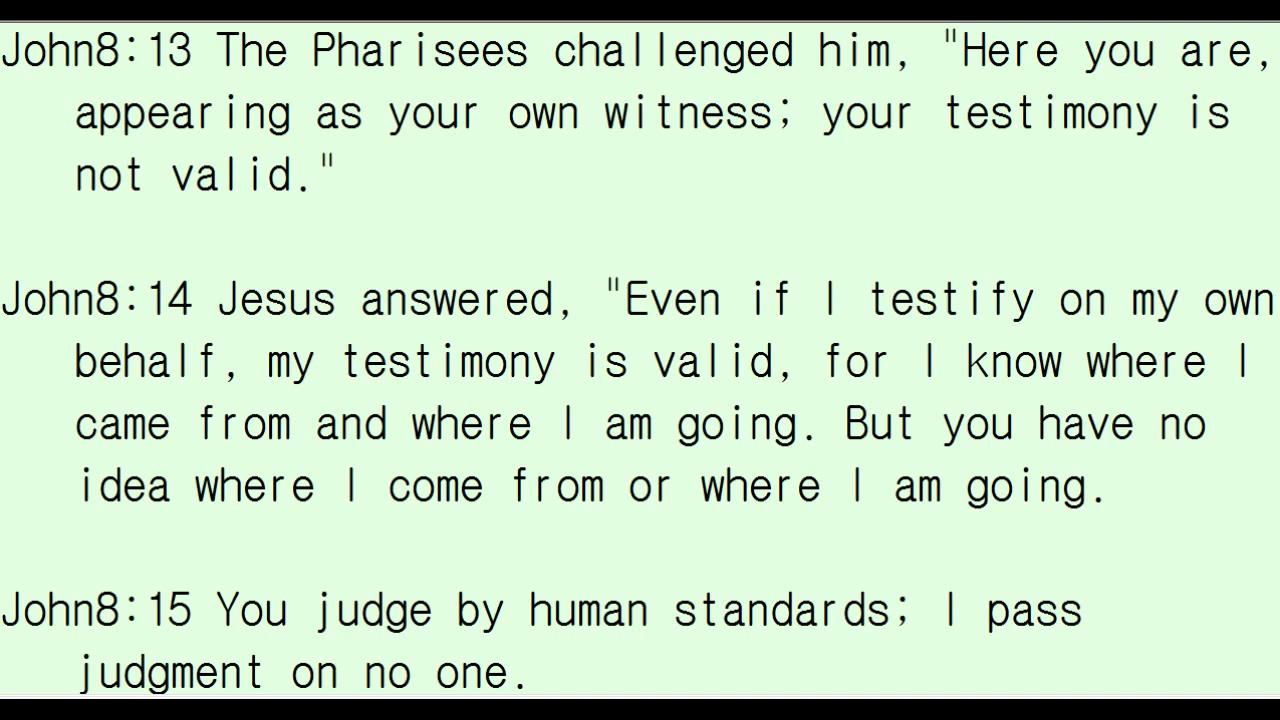 John8:13 The Pharisees challenged him, "Here you are,
appearing as your own witness; your testimony is
not valid."
John8:14 Jesus answered, "Even if I testify on my own
behalf, my testimony is valid, for I know where I
came from and where I am going. But you have no
idea where I come from or where I am going.
John8:15 You judge by human standards; I pass
judgment on no one.